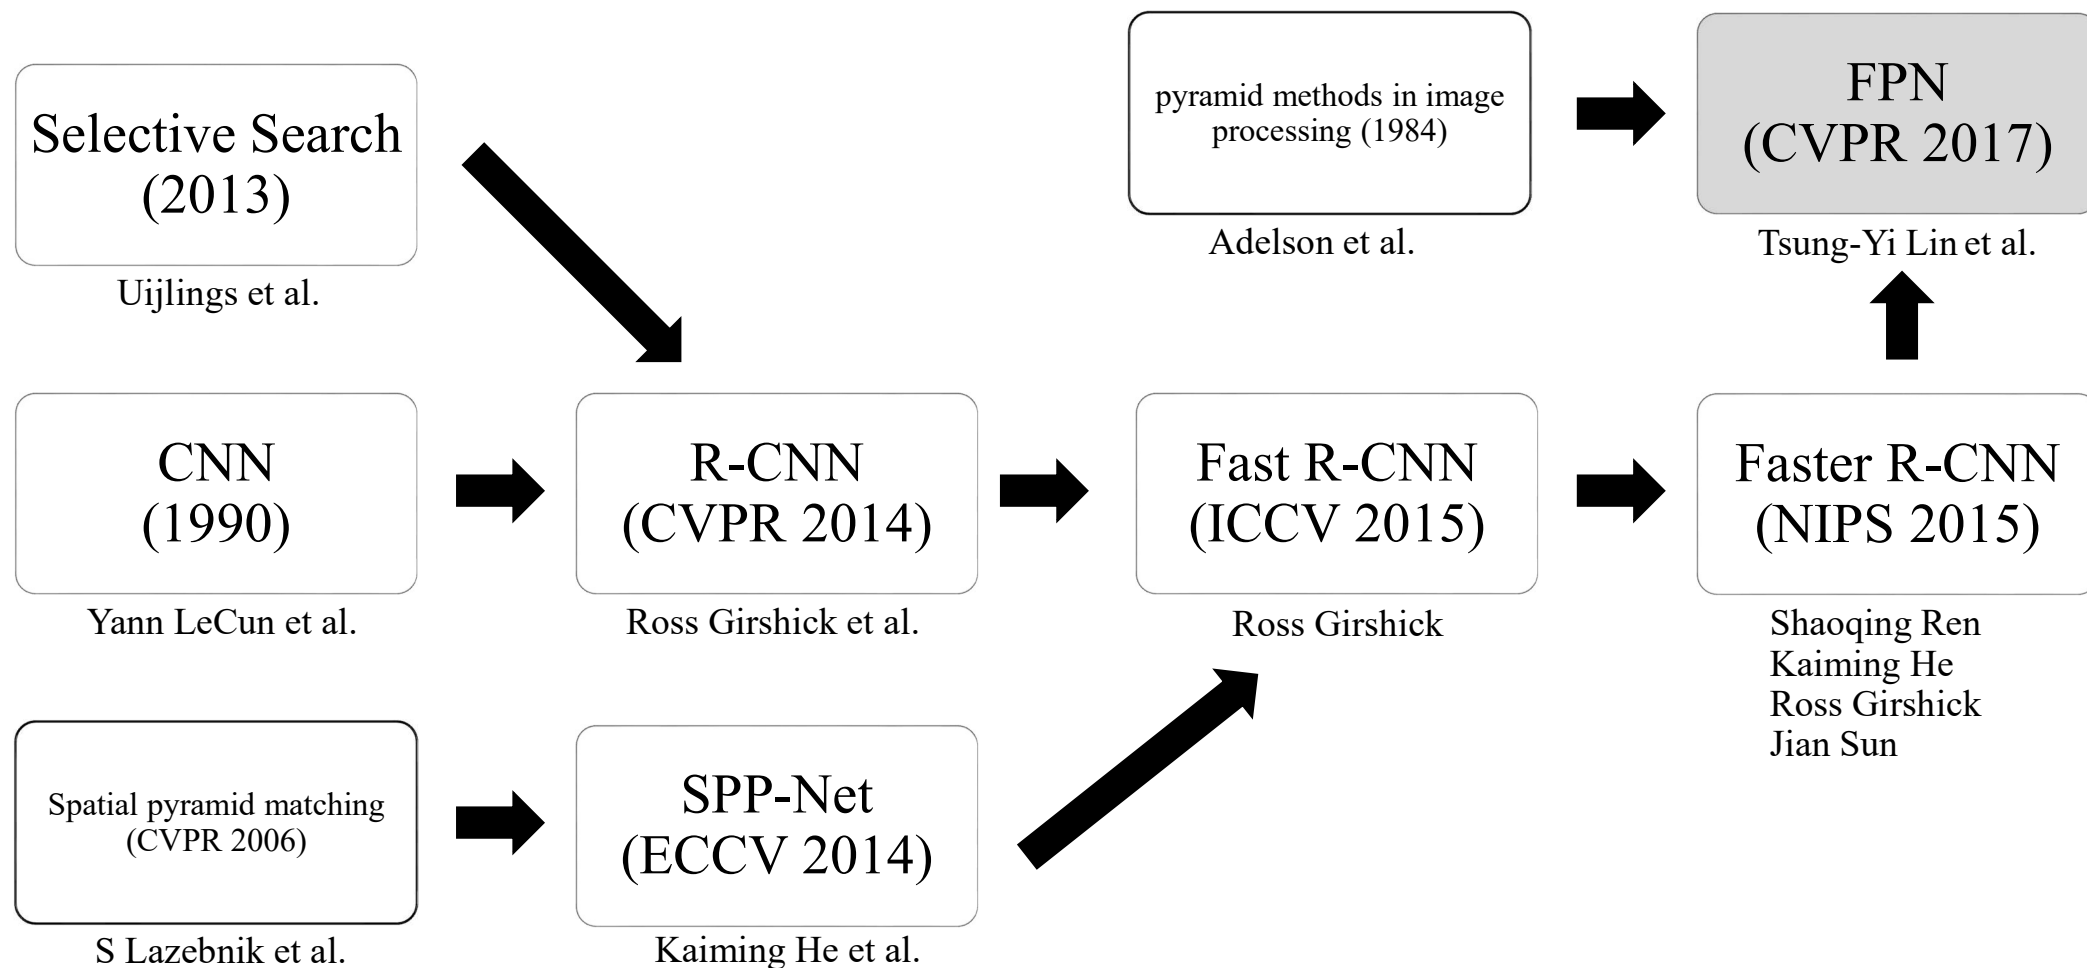 Selective Search
(2013)
Uijlings et al.
pyramid methods in image
processing (1984)
Adelson et al.
FPN
(CVPR 2017)
Tsung-Yi Lin et al.
CNN
(1990)
Yann LeCun et al.
R-CNN
(CVPR 2014)
Ross Girshick et al.
Fast R-CNN
(ICCV 2015)
Ross Girshick
Faster R-CNN
(NIPS 2015)
Shaoqing Ren
Kaiming He
Ross Girshick
Jian Sun
Spatial pyramid matching
(CVPR 2006)
S Lazebnik et al.
SPP-Net
(ECCV 2014)
Kaiming He et al.